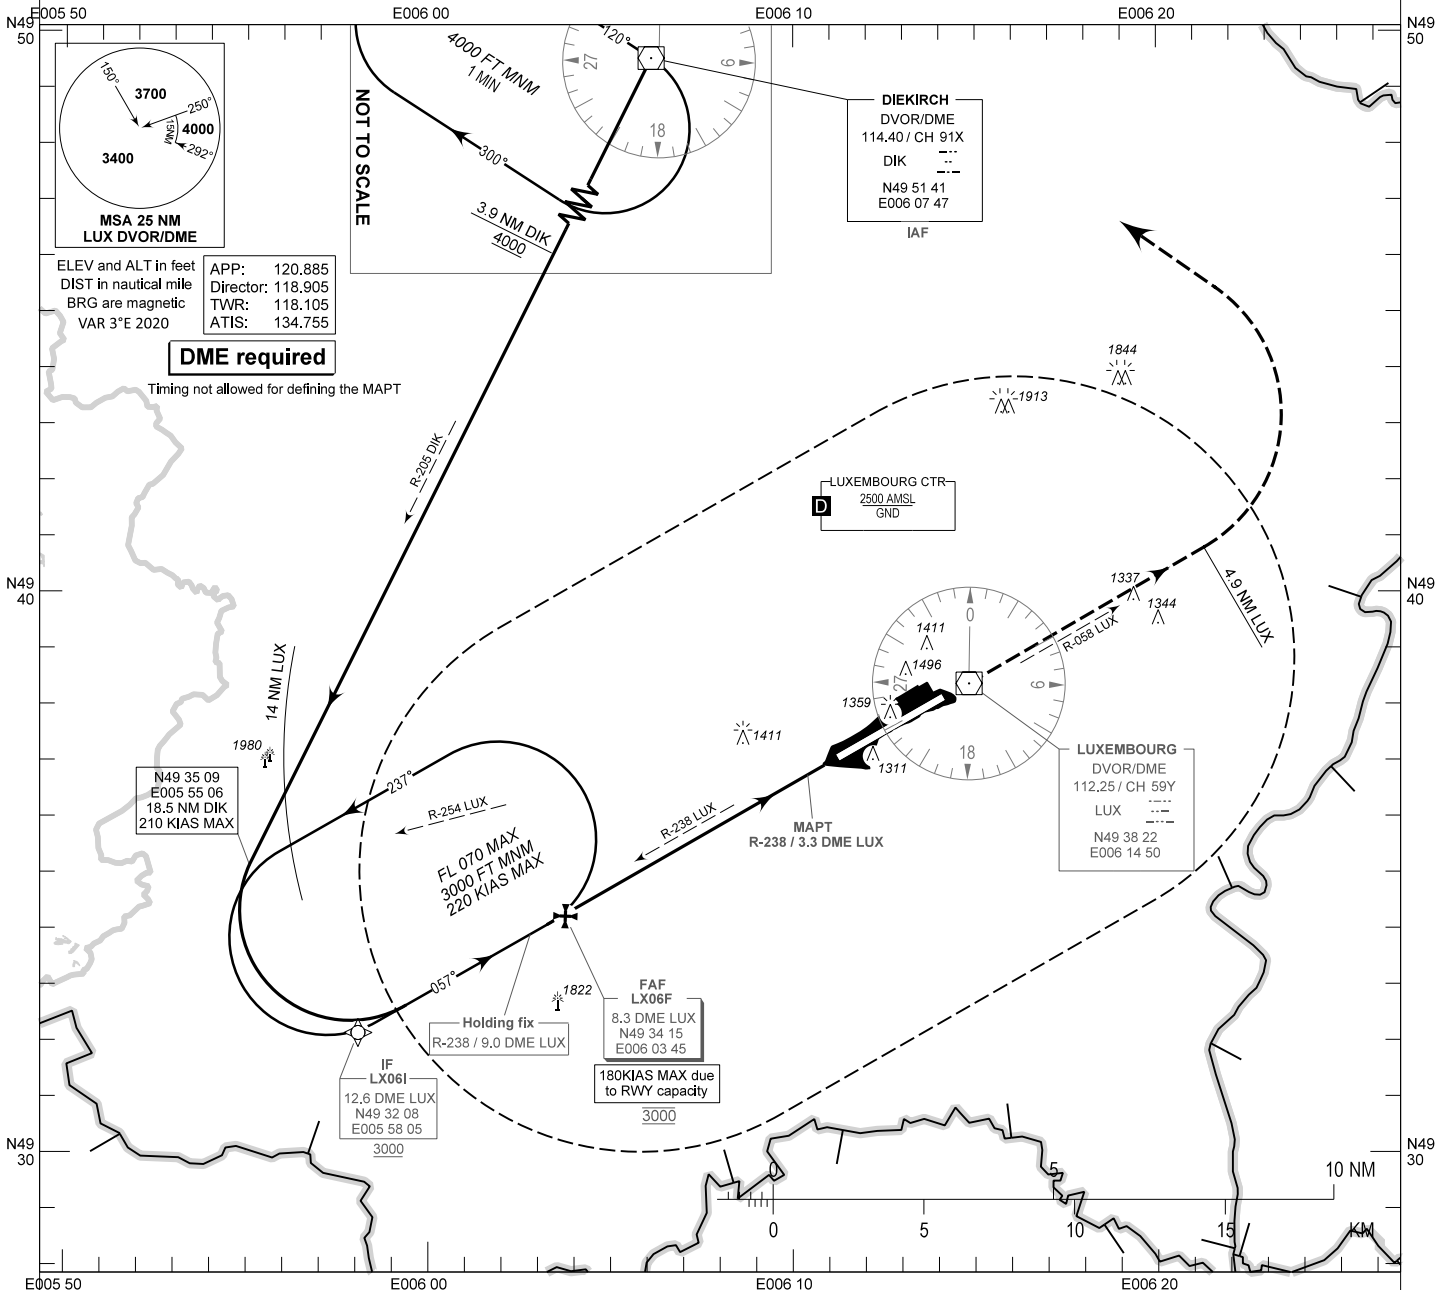 E005 50
E006 00
E006 10
E006 20
N49
50
N49
50
150°
3700
250°
4000
15NM
292°
3400
MSA 25 NM
LUX DVOR/DME
ELEV and ALT in feet
DIST in nautical mile
BRG are magnetic
VAR 3°E 2020
APP: 120.885
Director: 118.905
TWR: 118.105
ATIS: 134.755
DME required
Timing not allowed for defining the MAPT
NOT TO SCALE
4000 FT MNM
1 MIN
120°
300°
27
6
18
3.9 NM DIK
4000
DIEKIRCH
DVOR/DME
114.40 / CH 91X
DIK
N49 51 41
E006 07 47
IAF
R-205 DIK
1844
1913
LUXEMBOURG CTR
D
2500 AMSL
GND
N49
40
N49
40
1337
1344
4.9 NM LUX
R-058 LUX
0
27
6
18
1411
1496
1359
1311
1411
14 NM LUX
1980
N49 35 09
E005 55 06
18.5 NM DIK
210 KIAS MAX
237°
R-254 LUX
FL 070 MAX
3000 FT MNM
220 KIAS MAX
R-238 LUX
MAPT
R-238 / 3.3 DME LUX
LUXEMBOURG
DVOR/DME
112.25 / CH 59Y
LUX
N49 38 22
E006 14 50
057°
1822
Holding fix
R-238 / 9.0 DME LUX
FAF
LX06F
8.3 DME LUX
N49 34 15
E006 03 45
180KIAS MAX due
to RWY capacity
3000
IF
LX06I
12.6 DME LUX
N49 32 08
E005 58 05
3000
N49
30
N49
30
0
5
10 NM
0
5
10
15
KM
E005 50
E006 00
E006 10
E006 20